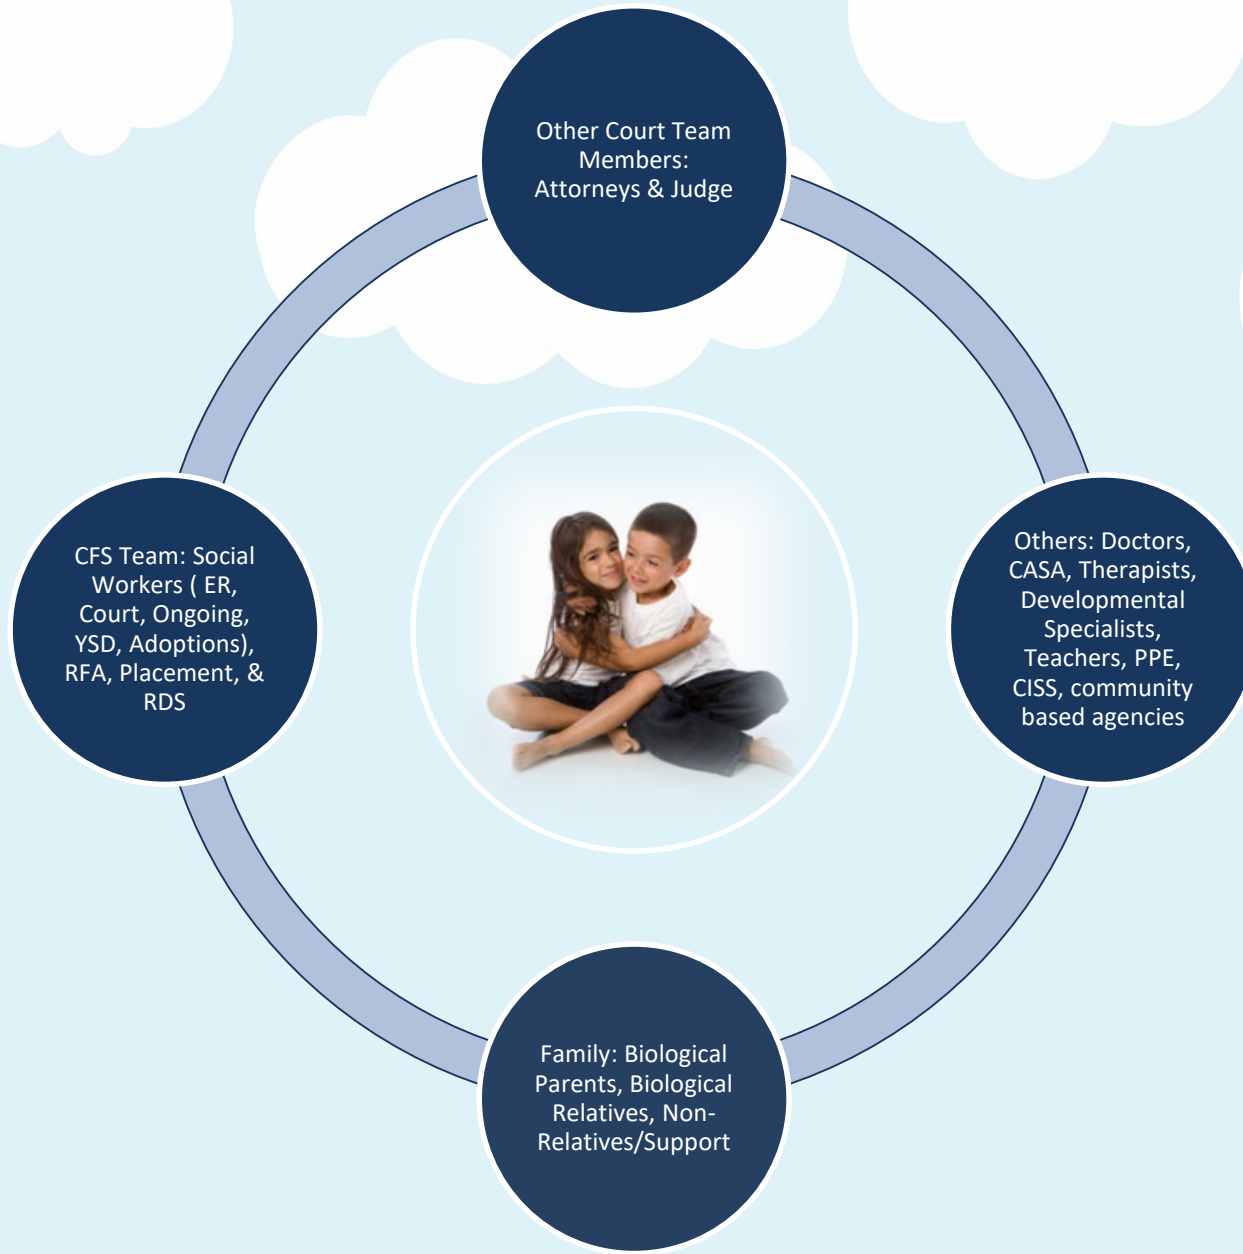 Other Court Team
Members:
Attorneys & Judge
CFS Team: Social
Workers ( ER,
Court, Ongoing,
YSD, Adoptions),
RFA, Placement, &
RDS
Others: Doctors,
CASA, Therapists,
Developmental
Specialists,
Teachers, PPE,
CISS, community
based agencies
Family: Biological
Parents, Biological
Relatives, Non-
Relatives/Support